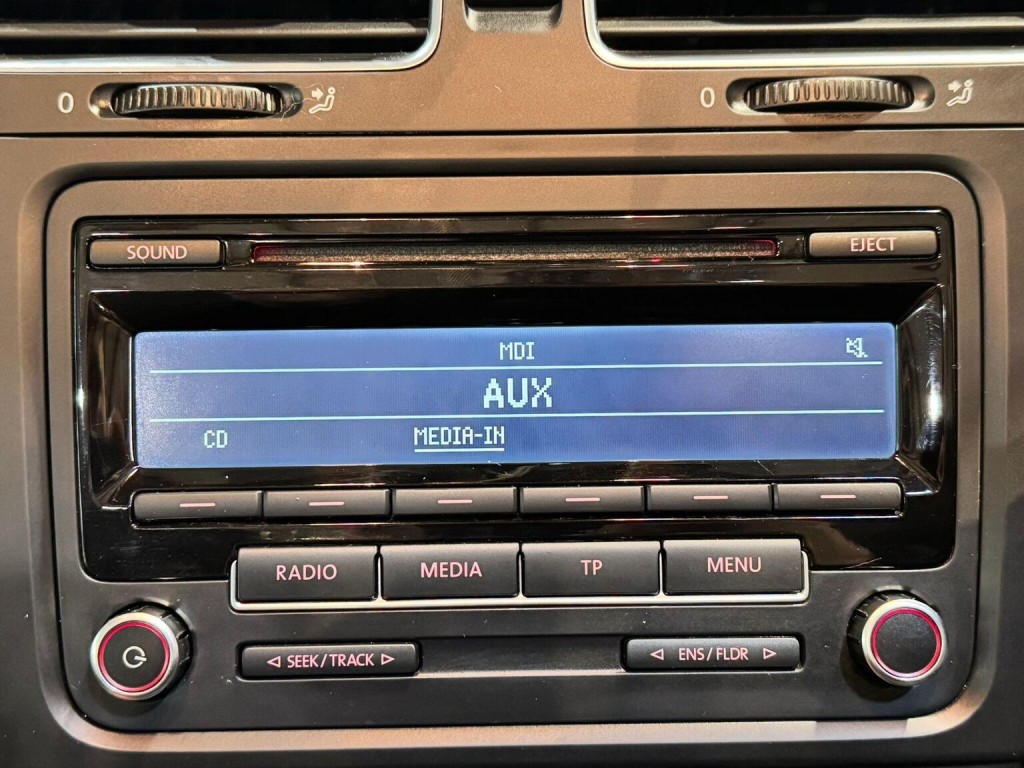 0 0
SOUND EJECT
MDI
AUX
CD MEDIA-IN
RADIO MEDIA TP MENU
SEEK/TRACK ENS/FLDR